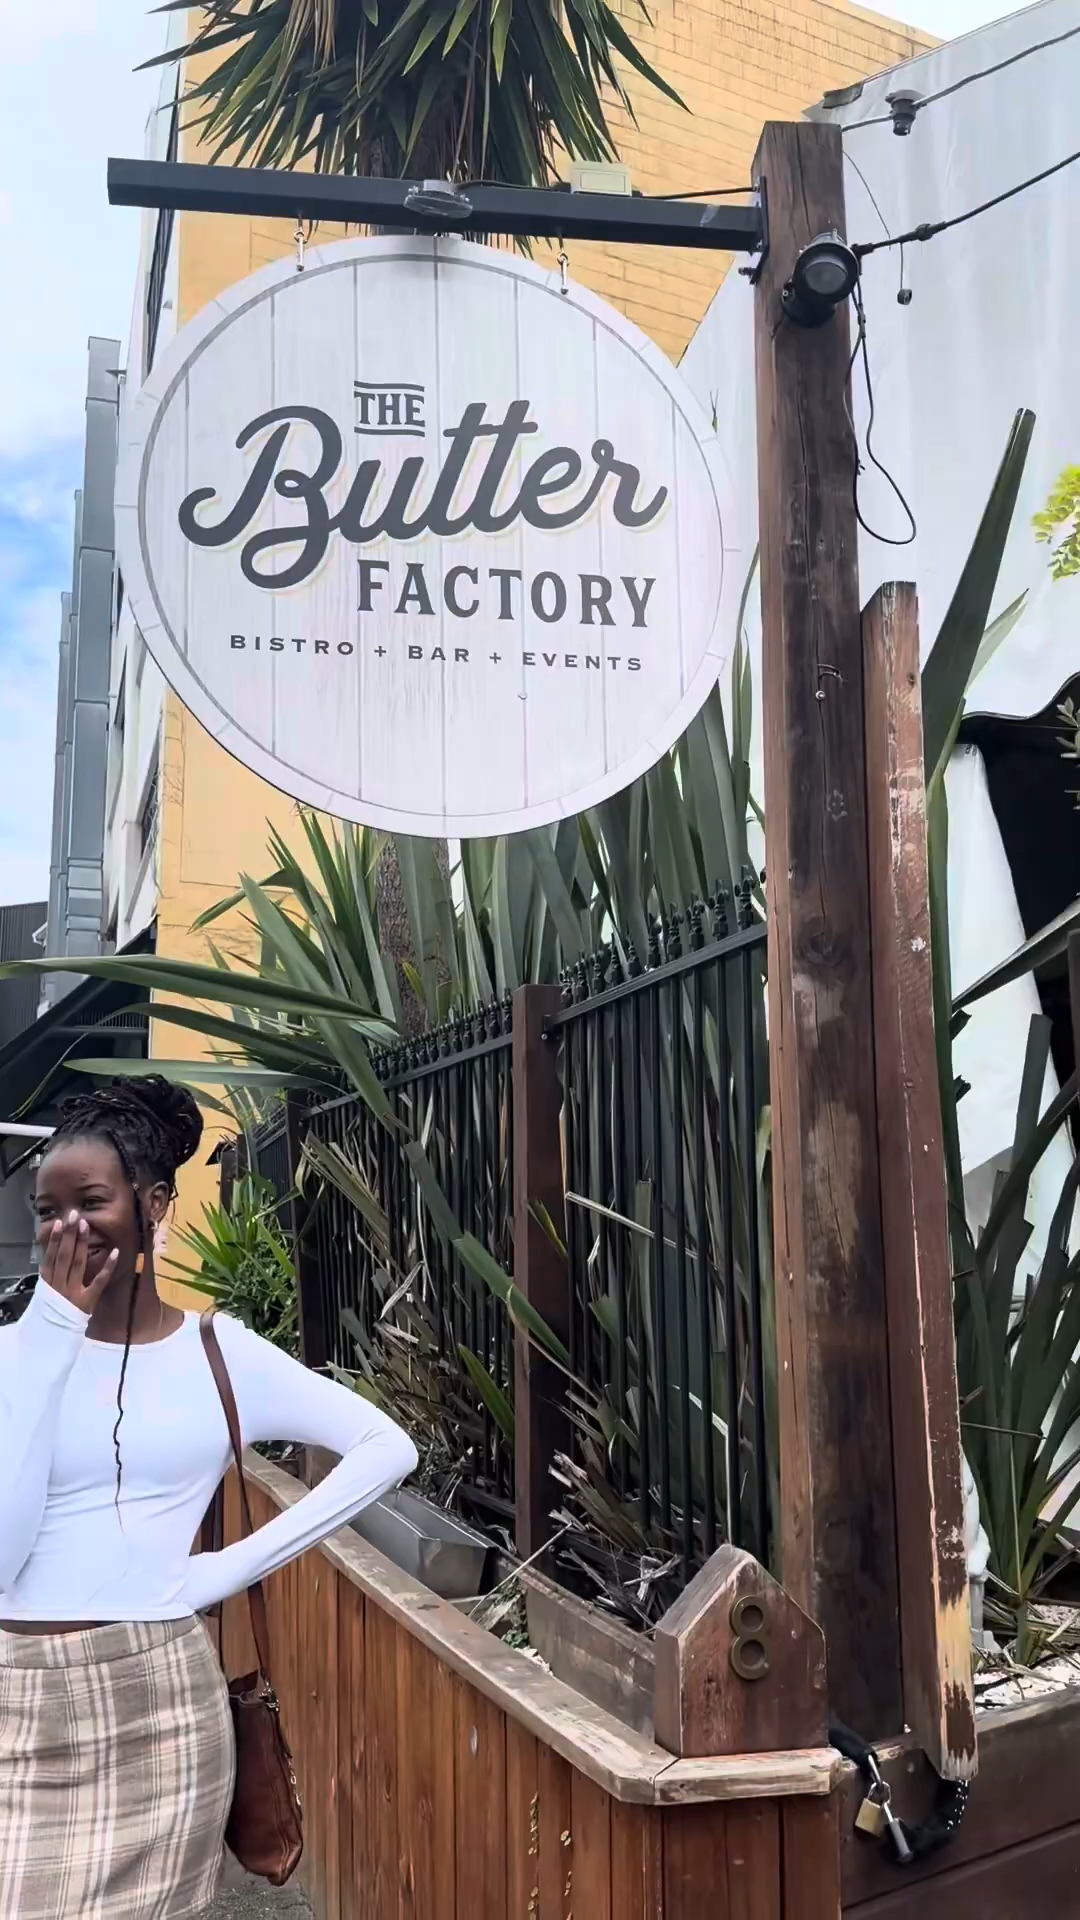 THE
Butter
FACTORY
BISTRO + BAR + EVENTS
8